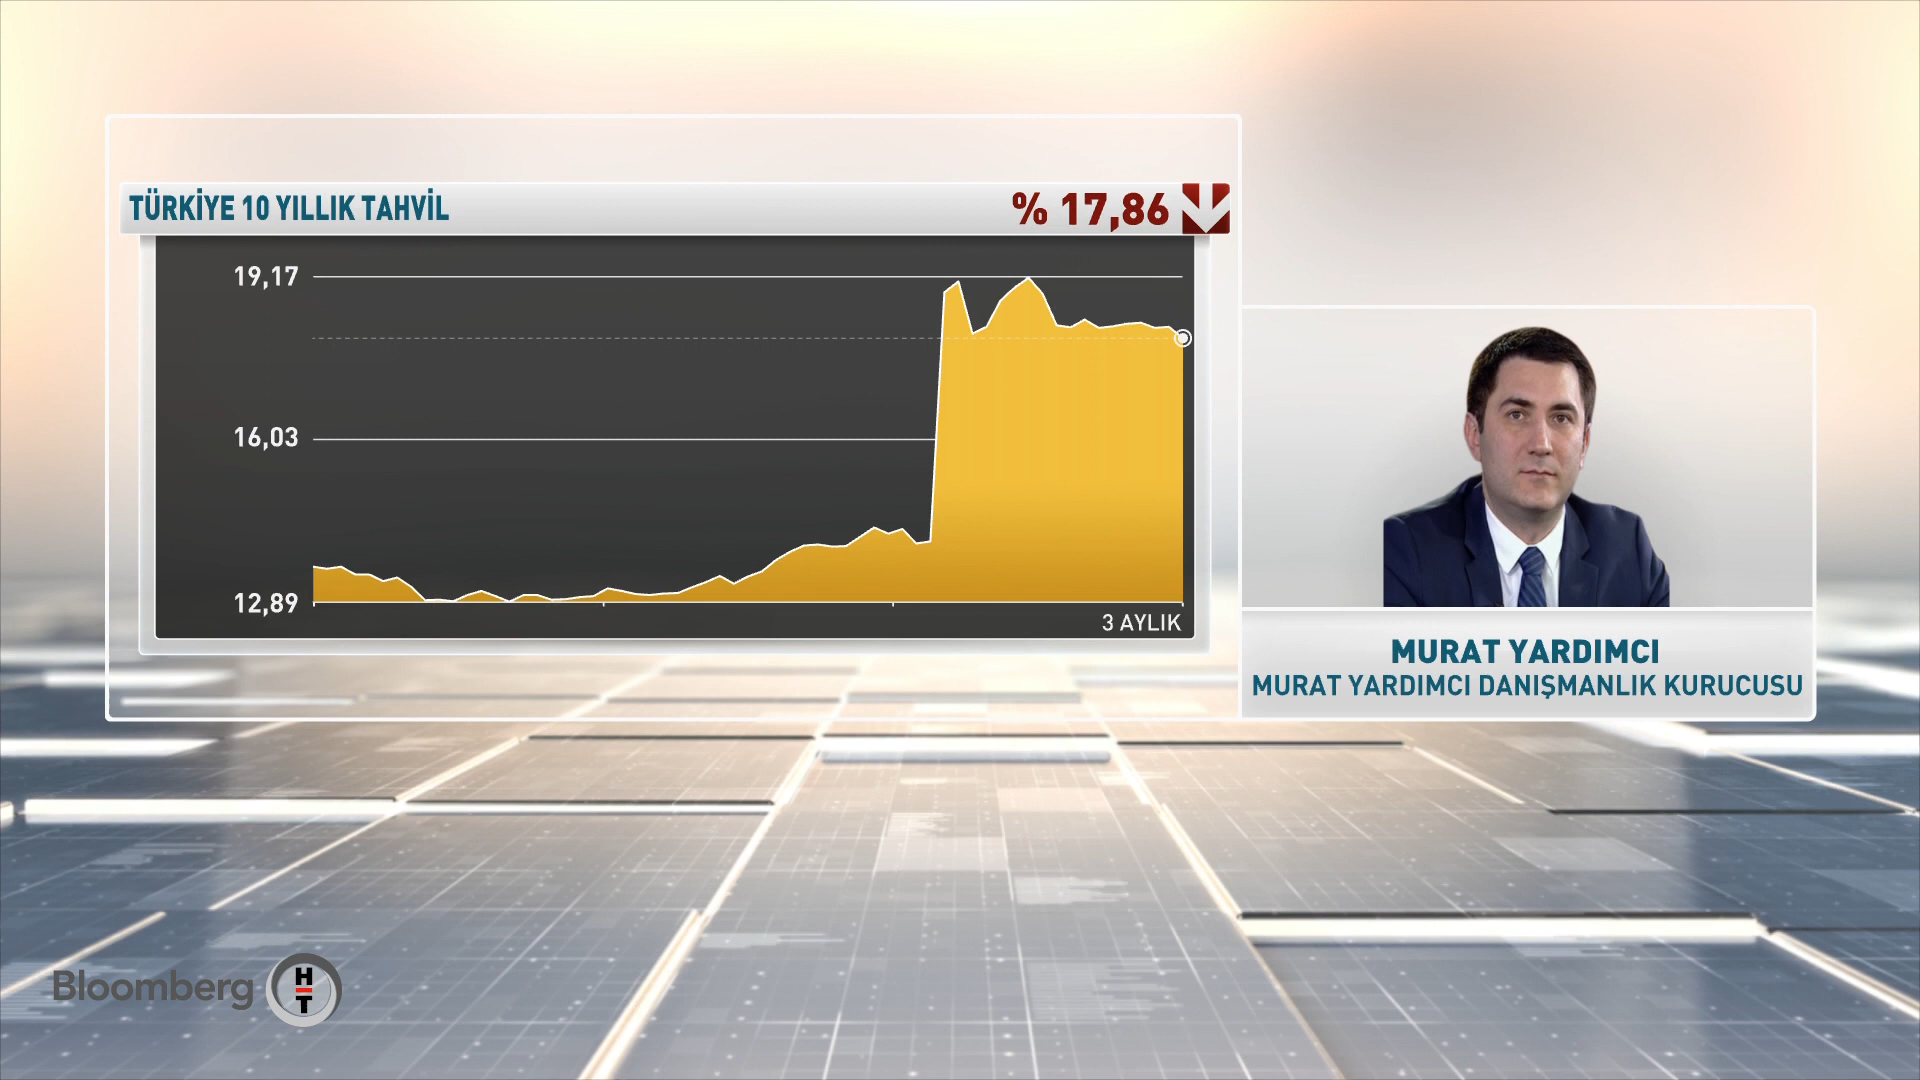 TÜRKİYE 10 YILLIK TAHVİL
% 17,86
19,17
16,03
12,89
3 AYLIK
MURAT YARDIMCI
MURAT YARDIMCI DANIŞMANLIK KURUCUSU
Bloomberg HT